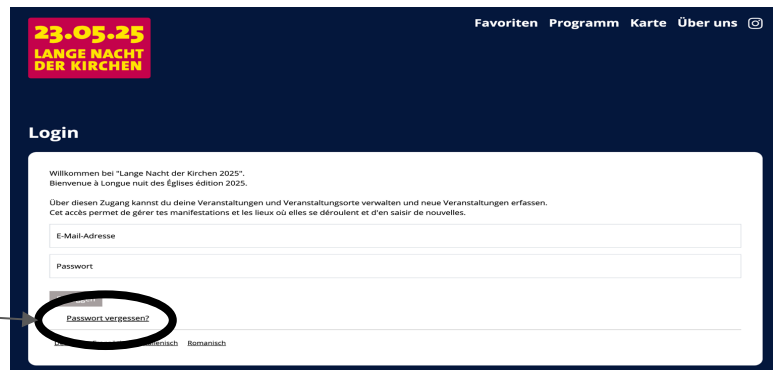 23.05.25
LANGE NACHT
DER KIRCHEN
Favoriten Programm Karte Über uns
Login
Willkommen bei "Lange Nacht der Kirchen 2025".
Bienvenue à Longue nuit des Églises édition 2025.
Über diesen Zugang kannst du deine Veranstaltungen und Veranstaltungsorte verwalten und neue Veranstaltungen erfassen.
Cet accès permet de gérer tes manifestations et les lieux où elles se déroulent et d'en saisir de nouvelles.
E-Mail-Adresse
Passwort
Passwort vergessen?
Romanisch